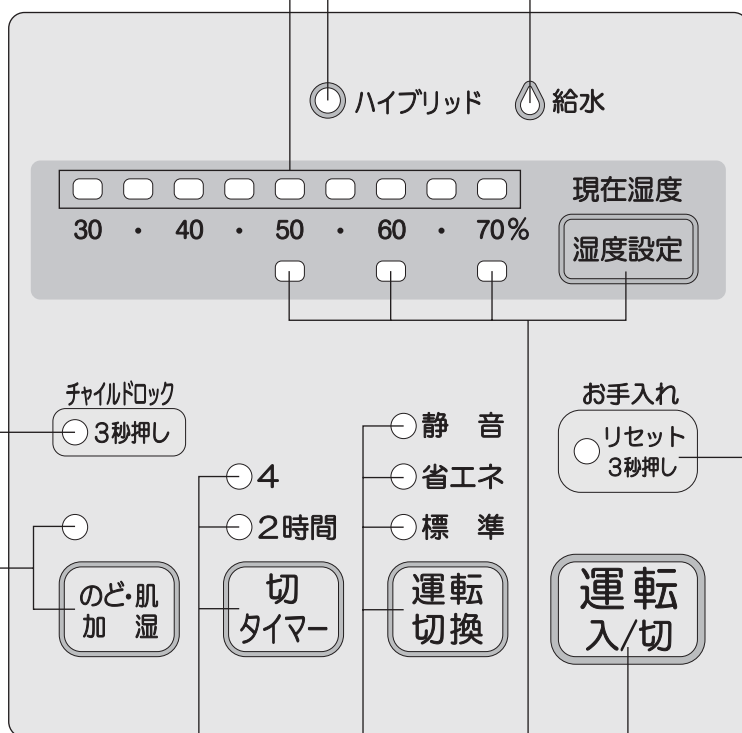 ハイブリッド 給水
現在湿度
30 ・ 40 ・ 50 ・ 60 ・ 70%
湿度設定
チャイルドロック
3秒押し
お手入れ
リセット
3秒押し
静 音
省エネ
標 準
4
2時間
のど・肌
加 湿
切
タイマー
運転
切換
運転
入/切